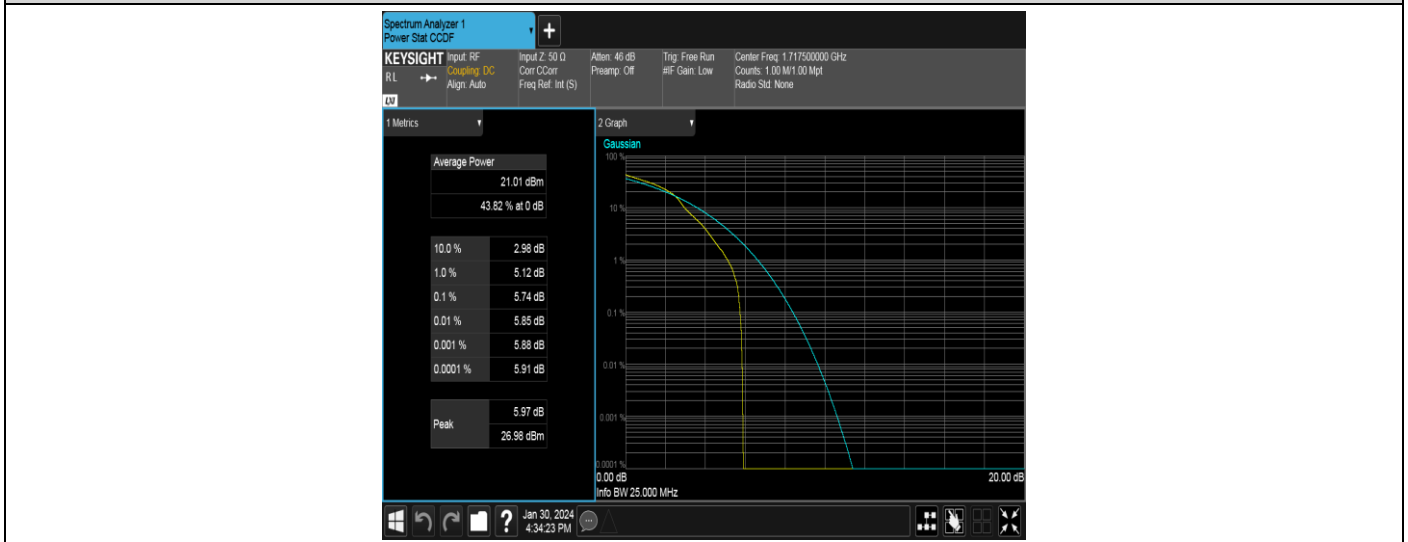 Spectrum Analyzer 1
Power Stat CCDF
+
KEYSIGHT
RL
LXI
Input: RF
Coupling: DC
Align: Auto
Input Z: 50 Ω
Corr CCorr
Freq Ref: Int (S)
Atten: 46 dB
Preamp: Off
Trig: Free Run
#IF Gain: Low
Center Freq: 1.717500000 GHz
Counts: 1.00 M/1.00 Mpt
Radio Std: None
1 Metrics
Average Power
21.01 dBm
43.82 % at 0 dB
10.0 % 2.98 dB
1.0 % 5.12 dB
0.1 % 5.74 dB
0.01 % 5.85 dB
0.001 % 5.88 dB
0.0001 % 5.91 dB
Peak
5.97 dB
26.98 dBm
2 Graph
Gaussian
100 %
10 %
1 %
0.1 %
0.01 %
0.001 %
0.0001 %
0.00 dB 20.00 dB
Info BW 25.000 MHz
?
Jan 30, 2024
4:34:23 PM